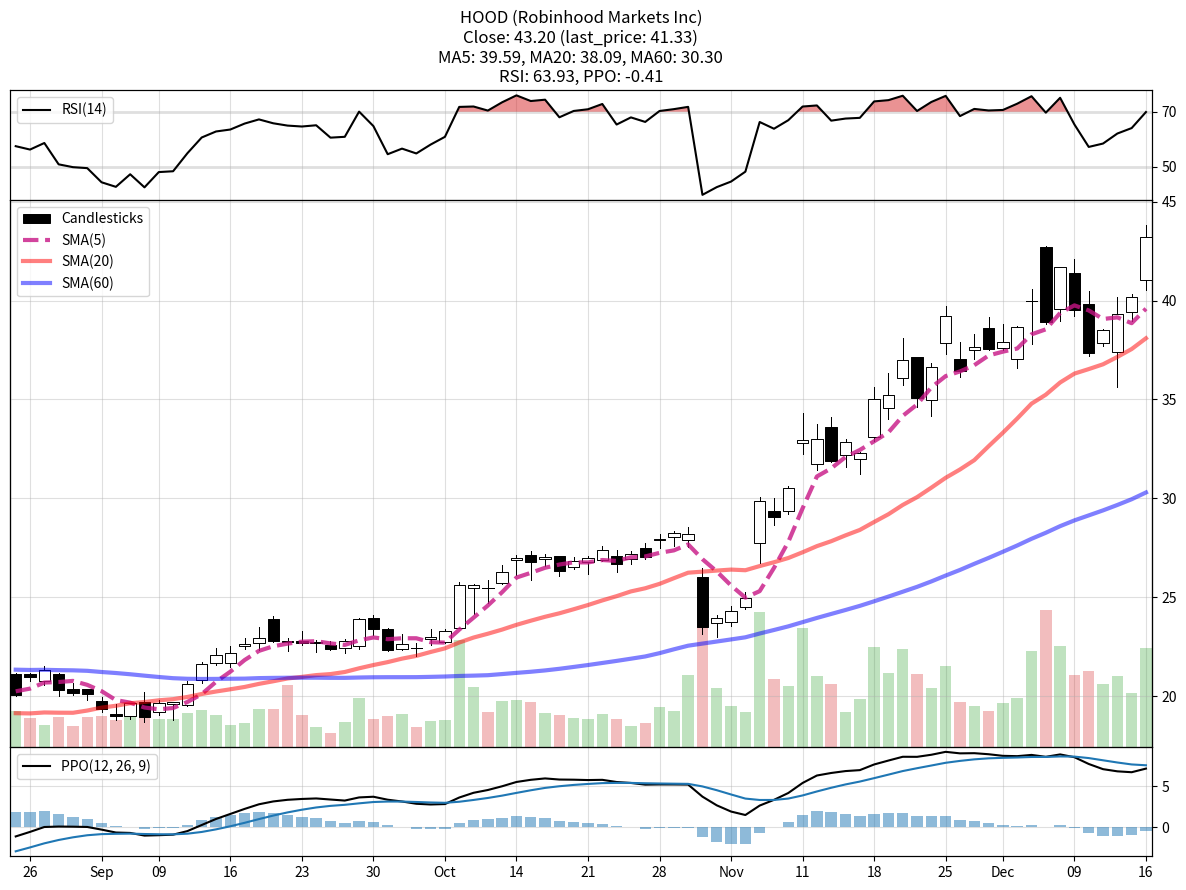 HOOD (Robinhood Markets Inc)
Close: 43.20 (last_price: 41.33)
MA5: 39.59, MA20: 38.09, MA60: 30.30
RSI: 63.93, PPO: -0.41
RSI(14)
70
50
Candlesticks
SMA(5)
SMA(20)
SMA(60)
45
40
35
30
25
20
PPO(12, 26, 9)
5
0
26 Sep 09 16 23 30 Oct 14 21 28 Nov 11 18 25 Dec 09 16